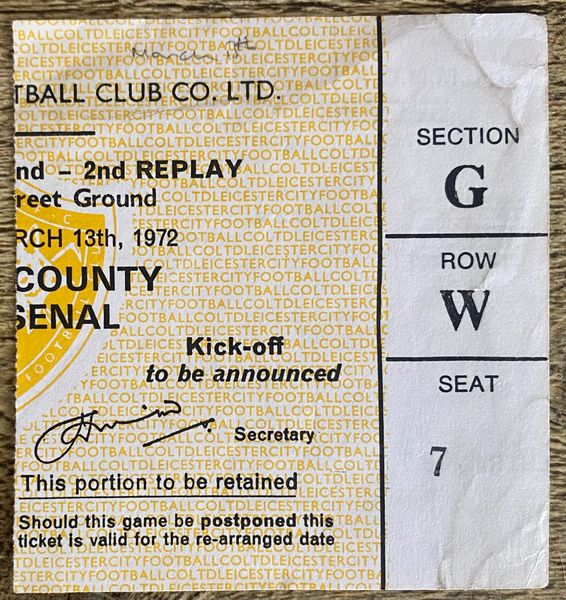 March 13th
TBALL CLUB CO. LTD.
nd – 2nd REPLAY
reet Ground
RCH 13th, 1972
COUNTY
SENAL
Kick-off
to be announced
Secretary
This portion to be retained
Should this game be postponed this
ticket is valid for the re-arranged date
SECTION
G
ROW
W
SEAT
7